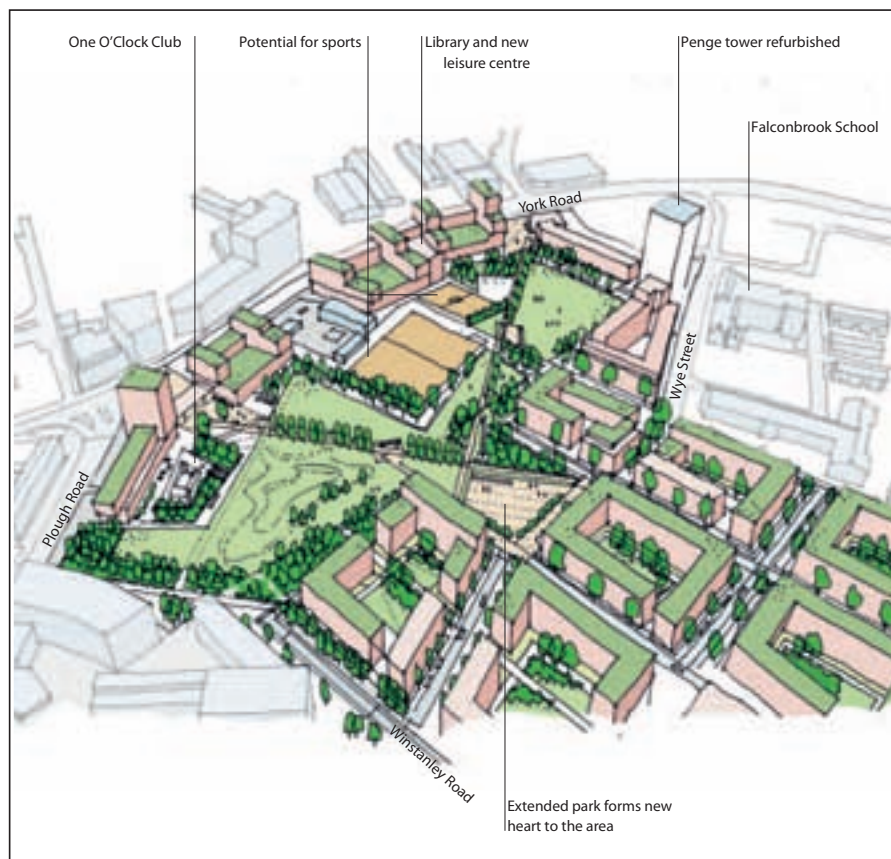 One O'Clock Club
Potential for sports
Library and new
leisure centre
Penge tower refurbished
Falconbrook School
York Road
Wye Street
Plough Road
Winstanley Road
Extended park forms new
heart to the area